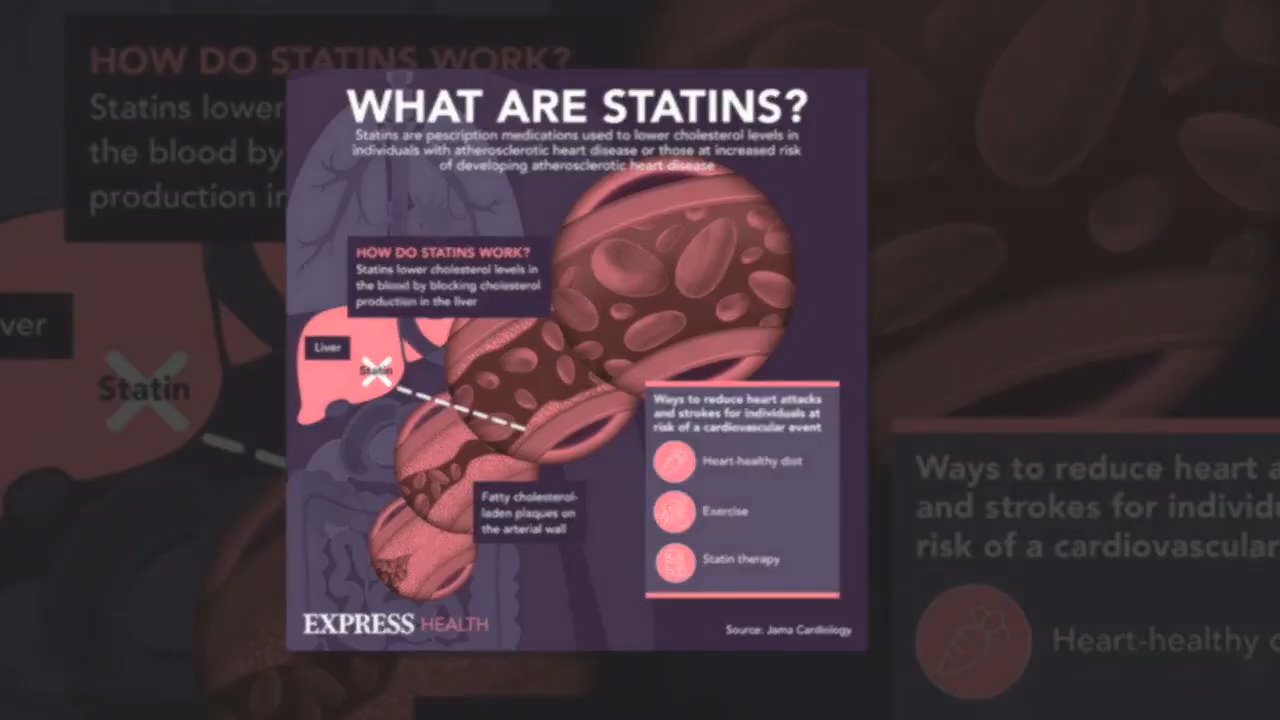 HOW DO STATINS WORK?
Statins lower
the blood by
production in
ver
Statin
WHAT ARE STATINS?
Statins are pescription medications used to lower cholesterol levels in
individuals with atherosclerotic heart disease or those at increased risk
of developing atherosclerotic heart disease
HOW DO STATINS WORK?
Statins lower cholesterol levels in
the blood by blocking cholesterol
production in the liver
Liver
Statin
Fatty cholesterol-
laden plaques on
the arterial wall
Ways to reduce heart attacks
and strokes for individuals at
risk of a cardiovascular event
Heart-healthy diet
Exercise
Statin therapy
EXPRESS HEALTH
Source: Jama Cardiology
Ways to reduce heart a
and strokes for individ
risk of a cardiovascular
Heart-healthy